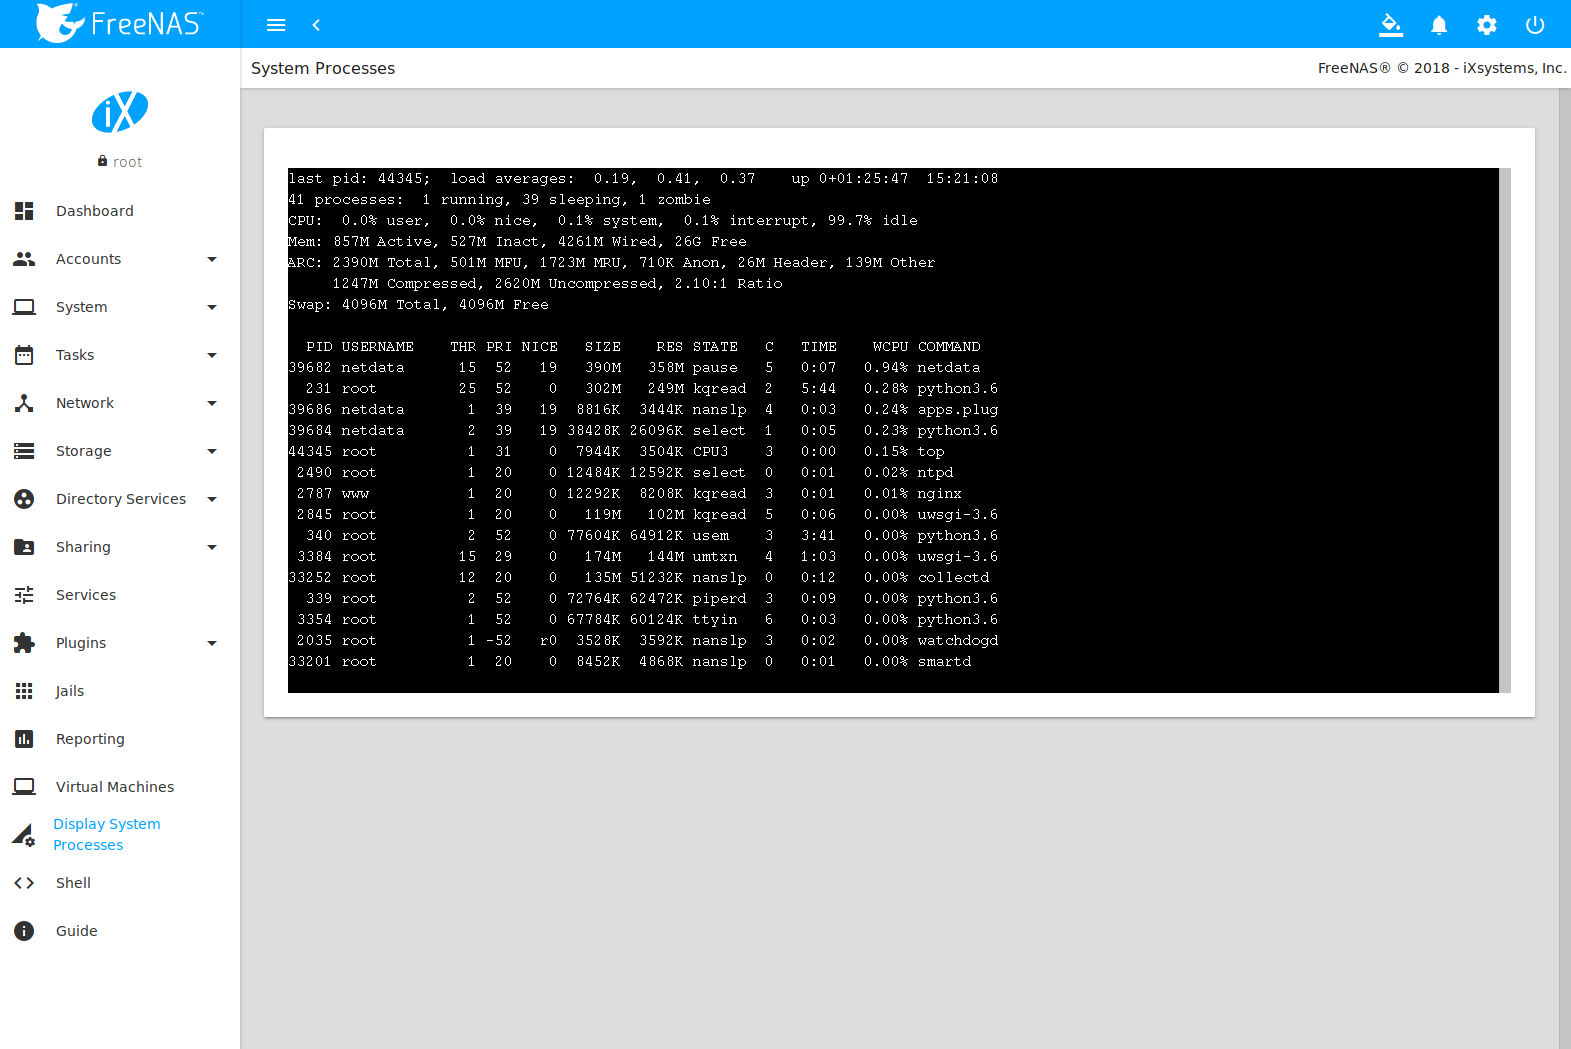 FreeNAS™
System Processes
FreeNAS® © 2018 - iXsystems, Inc.
iX
root
Dashboard
Accounts
System
Tasks
Network
Storage
Directory Services
Sharing
Services
Plugins
Jails
Reporting
Virtual Machines
Display System
Processes
Shell
Guide
last pid: 44345;  load averages:  0.19,  0.41,  0.37    up 0+01:25:47  15:21:08
41 processes:  1 running, 39 sleeping, 1 zombie
CPU:  0.0% user,  0.0% nice,  0.1% system,  0.1% interrupt, 99.7% idle
Mem: 857M Active, 527M Inact, 4261M Wired, 26G Free
ARC: 2390M Total, 501M MFU, 1723M MRU, 710K Anon, 26M Header, 139M Other
     1247M Compressed, 2620M Uncompressed, 2.10:1 Ratio
Swap: 4096M Total, 4096M Free
  PID USERNAME    THR PRI NICE   SIZE    RES STATE   C   TIME    WCPU COMMAND
39682 netdata      15  52   19   390M   358M pause   5   0:07   0.94% netdata
  231 root         25  52    0   302M   249M kqread  2   5:44   0.28% python3.6
39686 netdata       1  39   19  8816K  3444K nanslp  4   0:03   0.24% apps.plug
39684 netdata       2  39   19 38428K 26096K select  1   0:05   0.23% python3.6
44345 root          1  31    0  7944K  3504K CPU3    3   0:00   0.15% top
 2490 root          1  20    0 12484K 12592K select  0   0:01   0.02% ntpd
 2787 www           1  20    0 12292K  8208K kqread  3   0:01   0.01% nginx
 2845 root          1  20    0   119M   102M kqread  5   0:06   0.00% uwsgi-3.6
  340 root          2  52    0 77604K 64912K usem    3   3:41   0.00% python3.6
 3384 root         15  29    0   174M   144M umtxn   4   1:03   0.00% uwsgi-3.6
33252 root         12  20    0   135M 51232K nanslp  0   0:12   0.00% collectd
  339 root          2  52    0 72764K 62472K piperd  3   0:09   0.00% python3.6
 3354 root          1  52    0 67784K 60124K ttyin   6   0:03   0.00% python3.6
 2035 root          1 -52   r0  3528K  3592K nanslp  3   0:02   0.00% watchdogd
33201 root          1  20    0  8452K  4868K nanslp  0   0:01   0.00% smartd